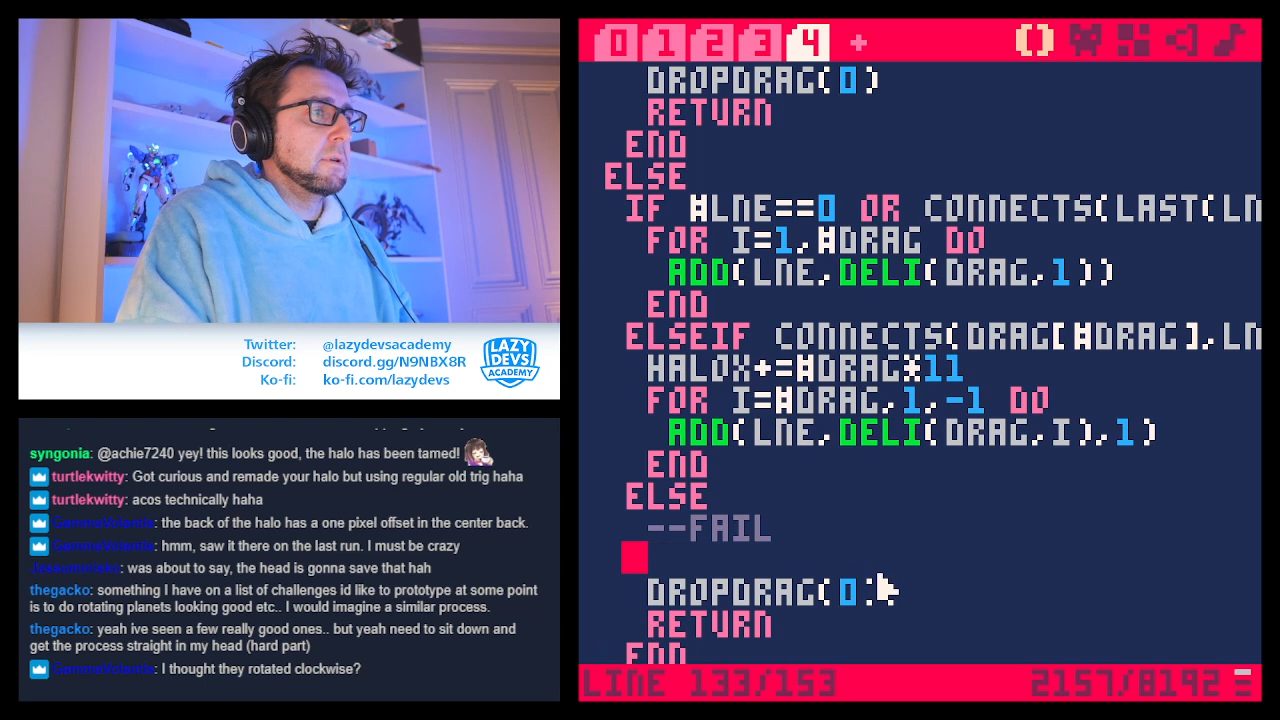 Twitter: @lazydevsacademy
Discord: discord.gg/N9NBX8R
Ko-fi: ko-fi.com/lazydevs
LAZY
DEVS
ACADEMY
syngonia: @achie7240 yey! this looks good, the halo has been tamed!
turtlekwitty: Got curious and remade your halo but using regular old trig haha
turtlekwitty: acos technically haha
GammaVolantis: the back of the halo has a one pixel offset in the center back.
GammaVolantis: hmm, saw it there on the last run. I must be crazy
: was about to say, the head is gonna save that hah
thegacko: something I have on a list of challenges id like to prototype at some point
is to do rotating planets looking good etc.. I would imagine a similar process.
thegacko: yeah ive seen a few really good ones.. but yeah need to sit down and
get the process straight in my head (hard part)
GammaVolantis: I thought they rotated clockwise?
0 1 2 3 4 +
DROPDRAG(0)
RETURN
END
ELSE
IF #LNE==0 OR CONNECTS(LAST(LN
FOR I=1,#DRAG DO
ADD(LNE,DELI(DRAG,1))
END
ELSEIF CONNECTS(DRAG[#DRAG],LN
HALOX+=#DRAG*11
FOR I=#DRAG,1,-1 DO
ADD(LNE,DELI(DRAG,I),1)
END
ELSE
--FAIL
DROPDRAG(0)
RETURN
END
LINE 133/153 2157/8192